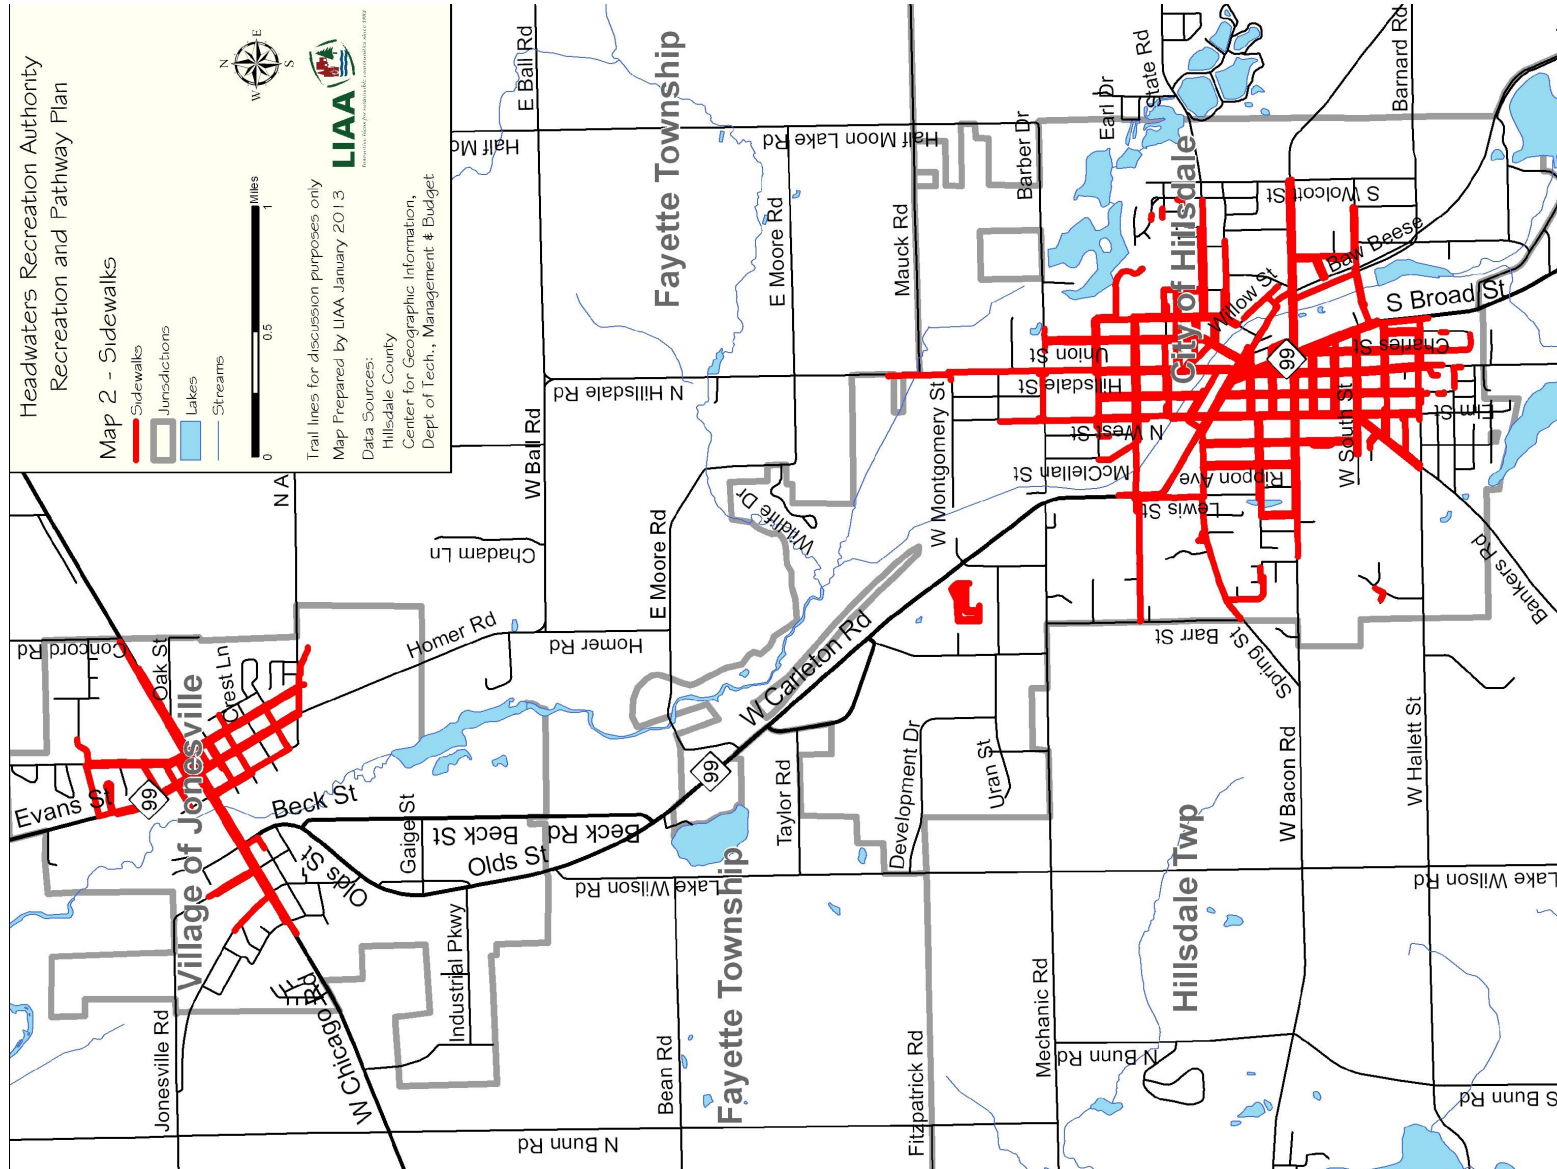 Headwaters Recreation Authority
Recreation and Pathway Plan
Map 2 - Sidewalks
Sidewalks
Jurisdictions
Lakes
Streams
0
0.5
1
Miles
N
W
E
S
Trail lines for discussion purposes only
Map Prepared by LIAA January 2013
Data Sources:
Hillsdale County
Center for Geographic Information,
Dept of Tech., Management & Budget
LIAA
E Ball Rd
Fayette Township
Half Mo
E Moore Rd
Half Moon Lake Rd
Mauck Rd
Barber Dr
Earl Dr
State Rd
Barnard Rd
City of Hillsdale
S Wolcott St
Baw Beese
Willow St
S Broad St
99
Charles St
Union St
Hillsdale St
N West St
McClellan St
W Montgomery St
Elm St
W South St
Rippon Ave
Lewis St
Bankers Rd
N Hillsdale Rd
W Ball Rd
N A
Chadam Ln
E Moore Rd
Wildlife Dr
Homer Rd
Homer Rd
Concord Rd
Oak St
Crest Ln
Village of Jonesville
Evans St
99
Beck St
Gaige St
Beck St
Beck Rd
Olds St
Olds St
W Carleton Rd
99
Barr St
Spring St
Taylor Rd
Development Dr
Uran St
W Bacon Rd
W Hallett St
Lake Wilson Rd
Lake Wilson Rd
Fayette Township
Hillsdale Twp
Industrial Pkwy
W Chicago Rd
Jonesville Rd
Bean Rd
Fitzpatrick Rd
Mechanic Rd
N Bunn Rd
N Bunn Rd
S Bunn Rd